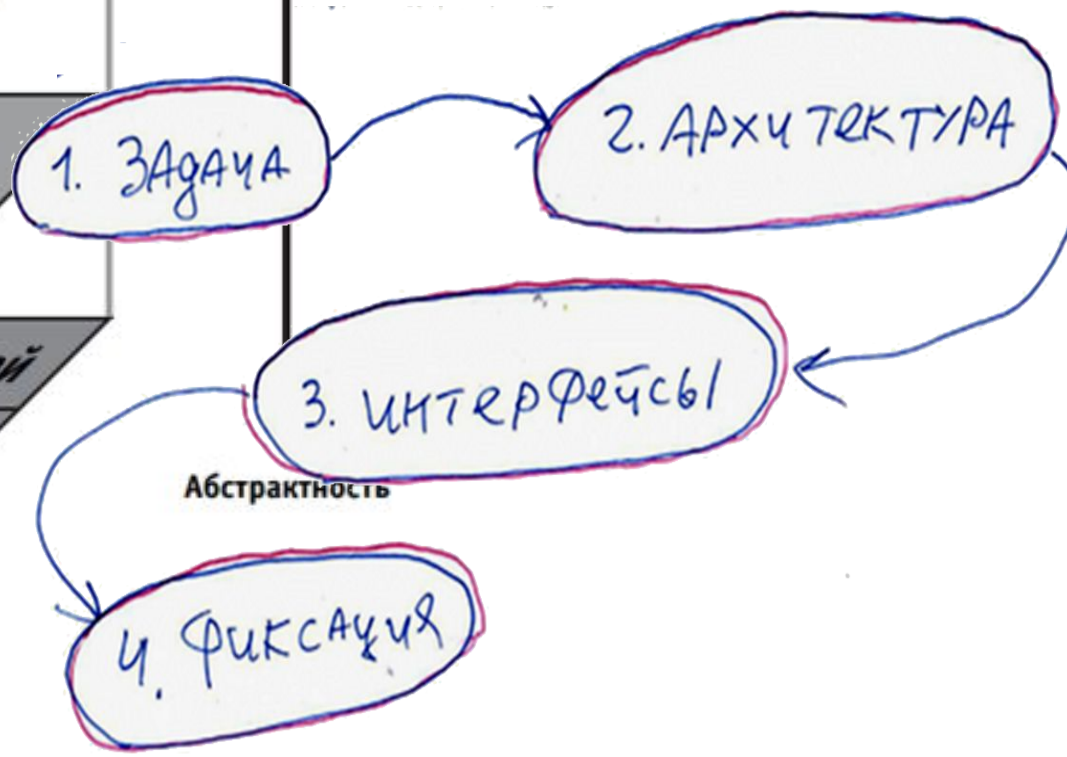 1. ЗАДАЧА
2. АРХИТЕКТУРА
3. ИНТЕРФЕЙСЫ
Абстрактность
4. ФИКСАЦИЯ